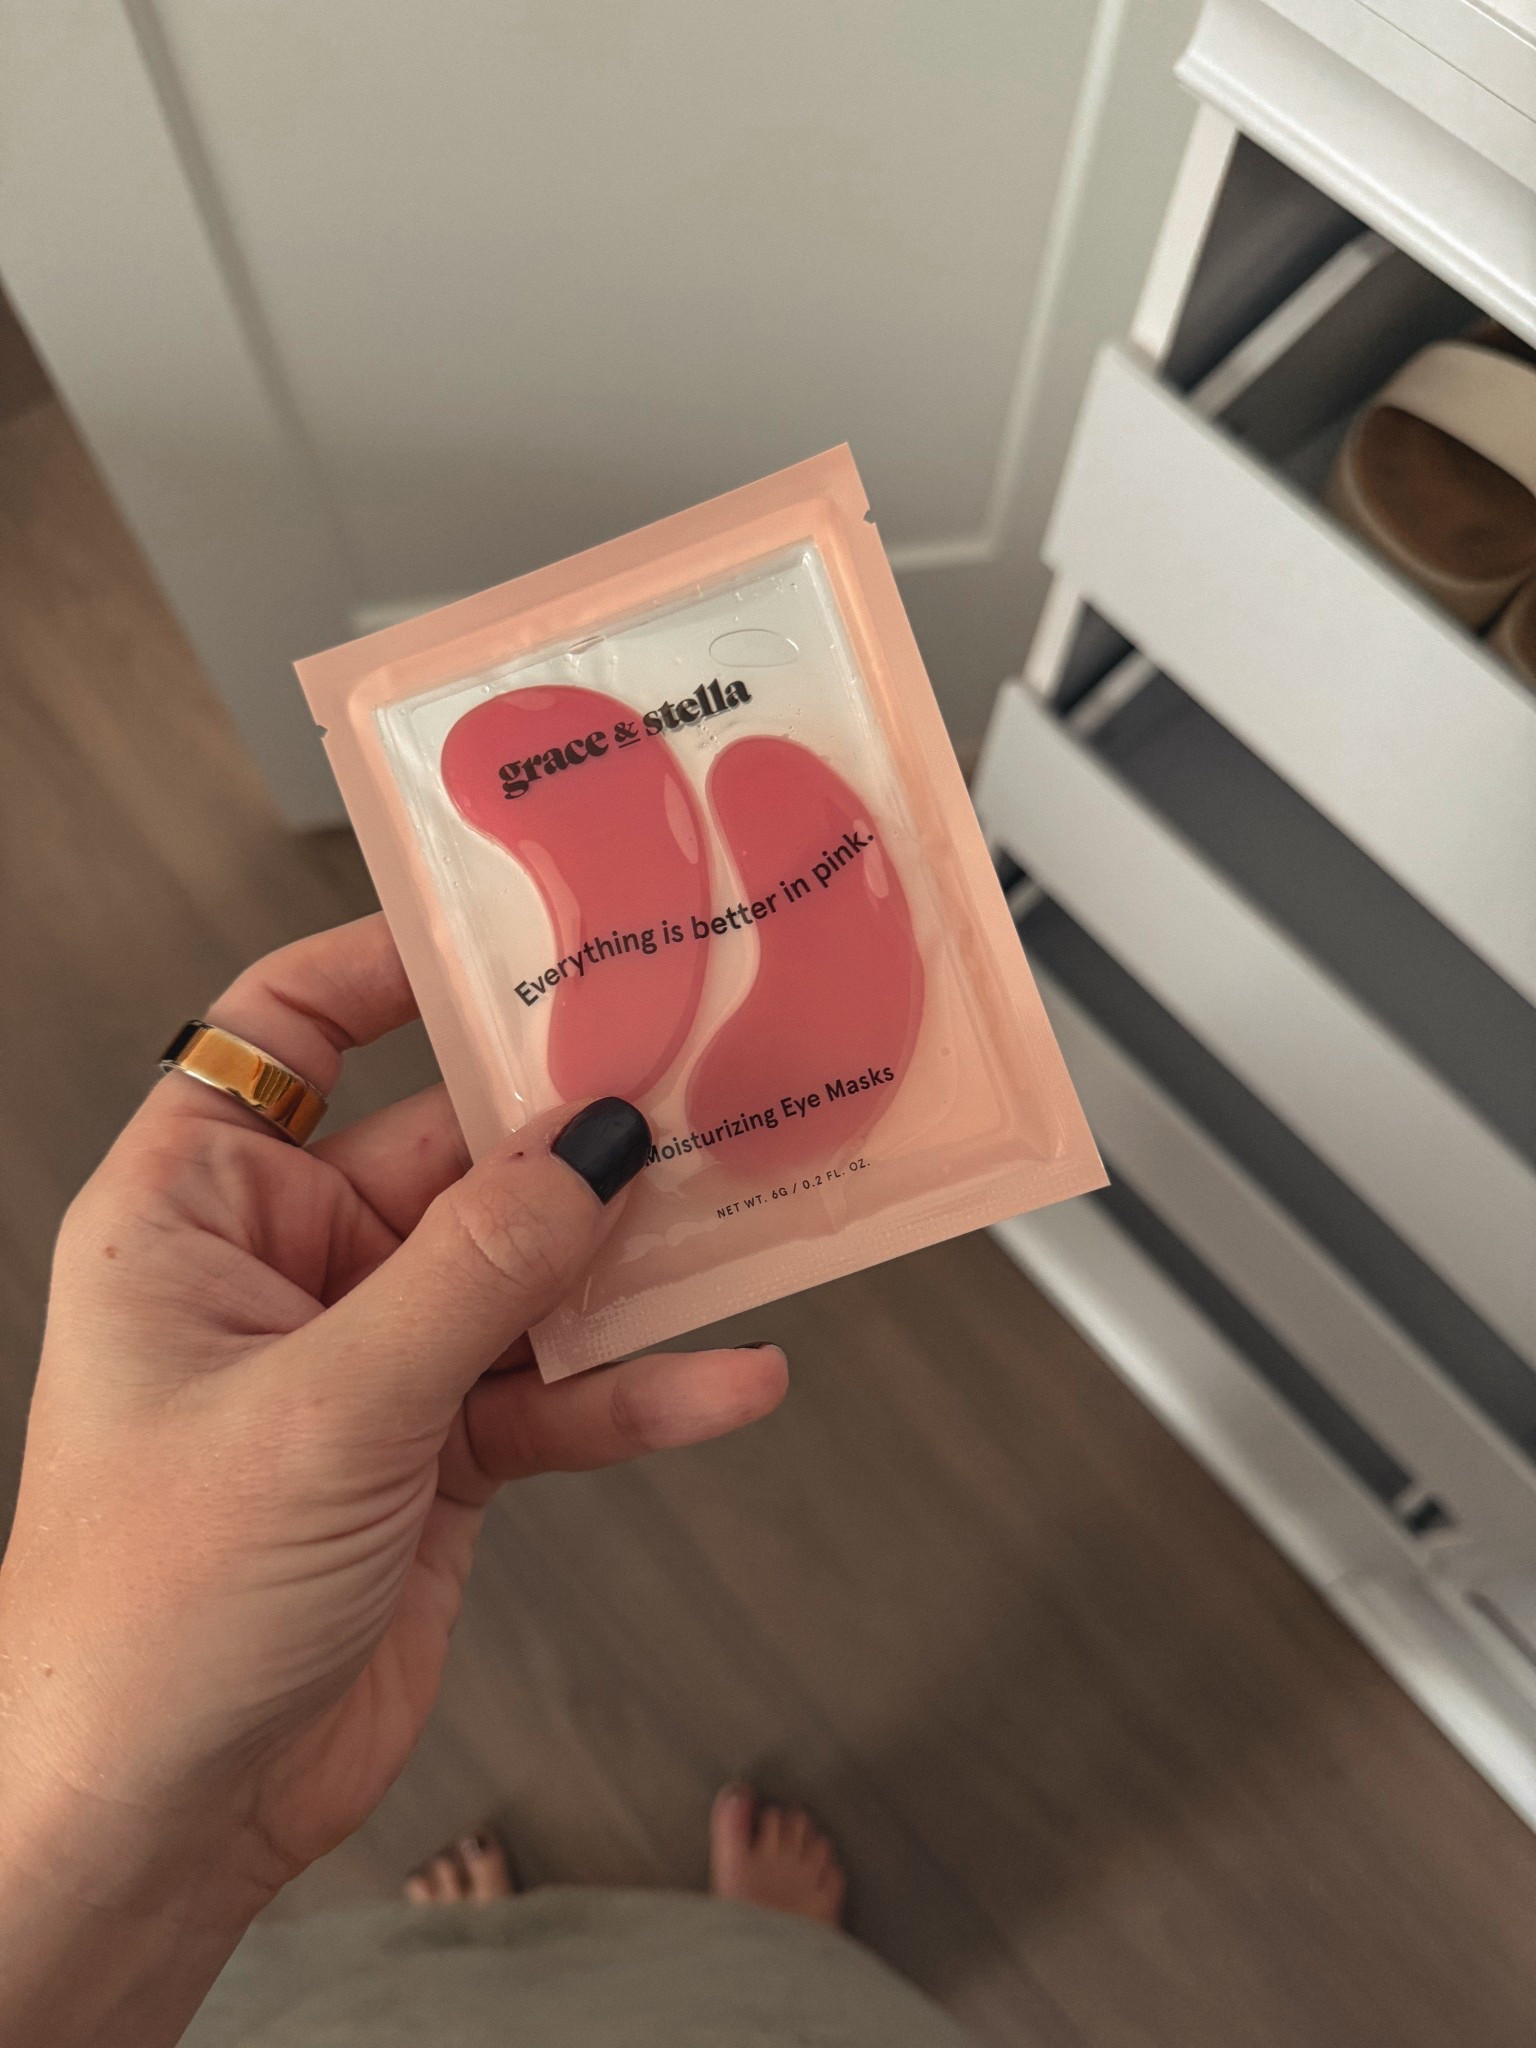 grace & stella
Everything is better in pink.
Moisturizing Eye Masks
NET WT. 6G / 0.2 FL. OZ.